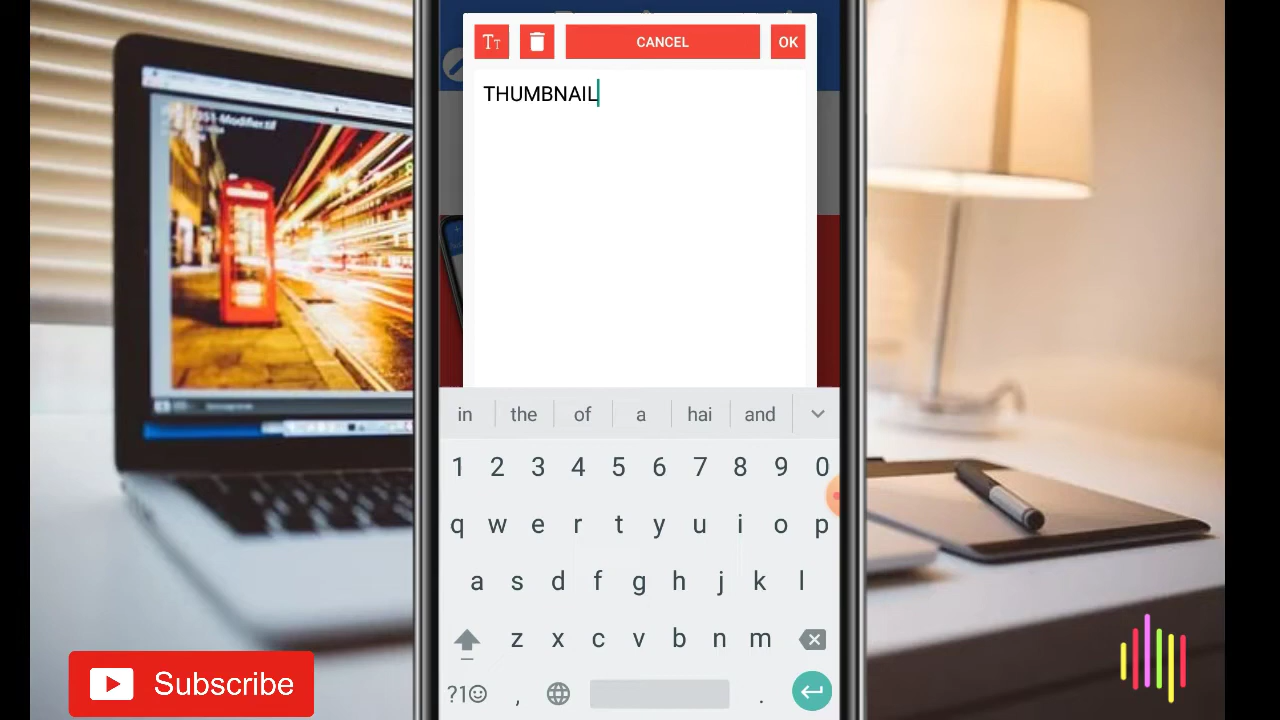 Tт CANCEL OK
THUMBNAIL
in the of a hai and
1 2 3 4 5 6 7 8 9 0
q w e r t y u i o p
a s d f g h j k l
z x c v b n m
?1☺ , .
Subscribe